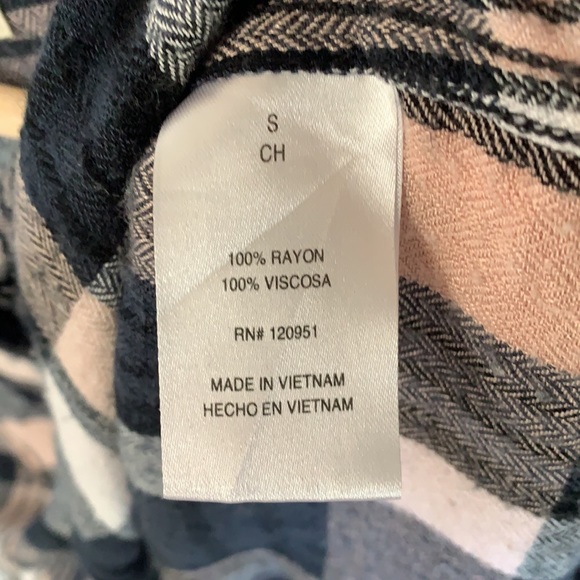 S
CH
100% RAYON
100% VISCOSA
RN# 120951
MADE IN VIETNAM
HECHO EN VIETNAM